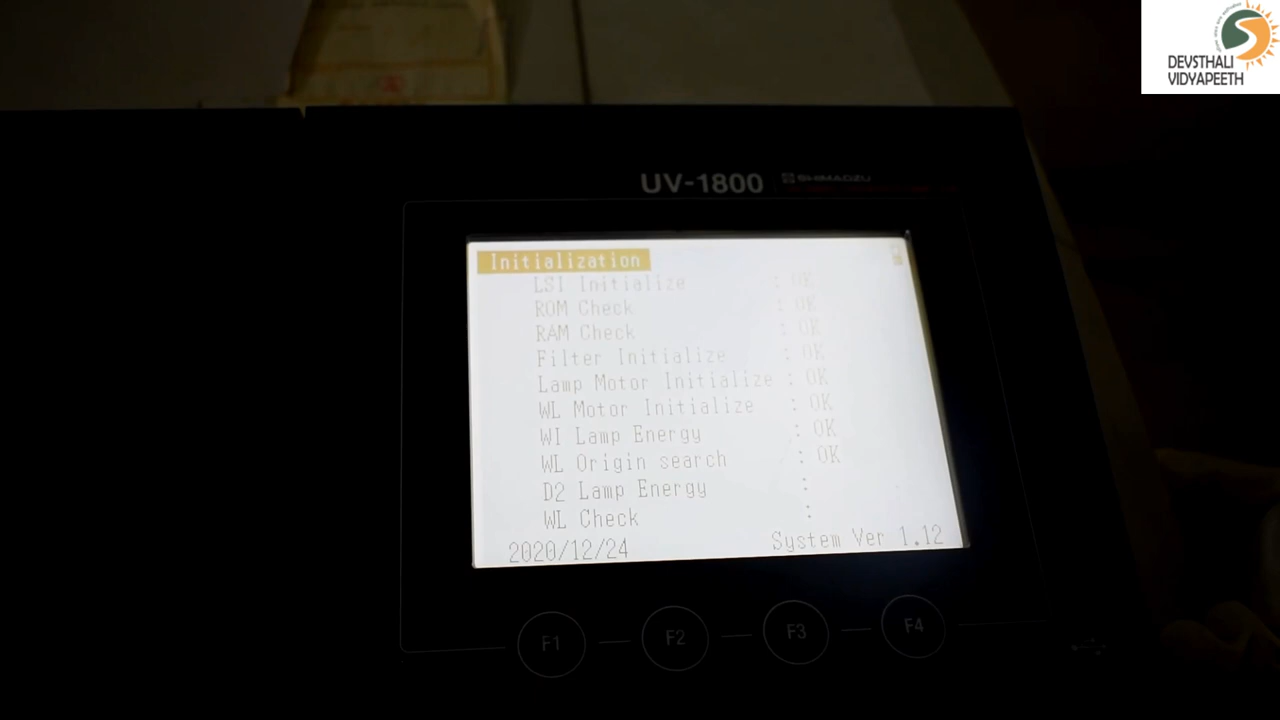 DEVSTHALI
VIDYAPEETH
UV-1800 SHIMADZU
Initialization
LSI Initialize : OK
ROM Check : OK
RAM Check : OK
Filter Initialize : OK
Lamp Motor Initialize : OK
WL Motor Initialize : OK
WI Lamp Energy : OK
WL Origin search : OK
D2 Lamp Energy :
WL Check :
2020/12/24 System Ver 1.12
F1 F2 F3 F4